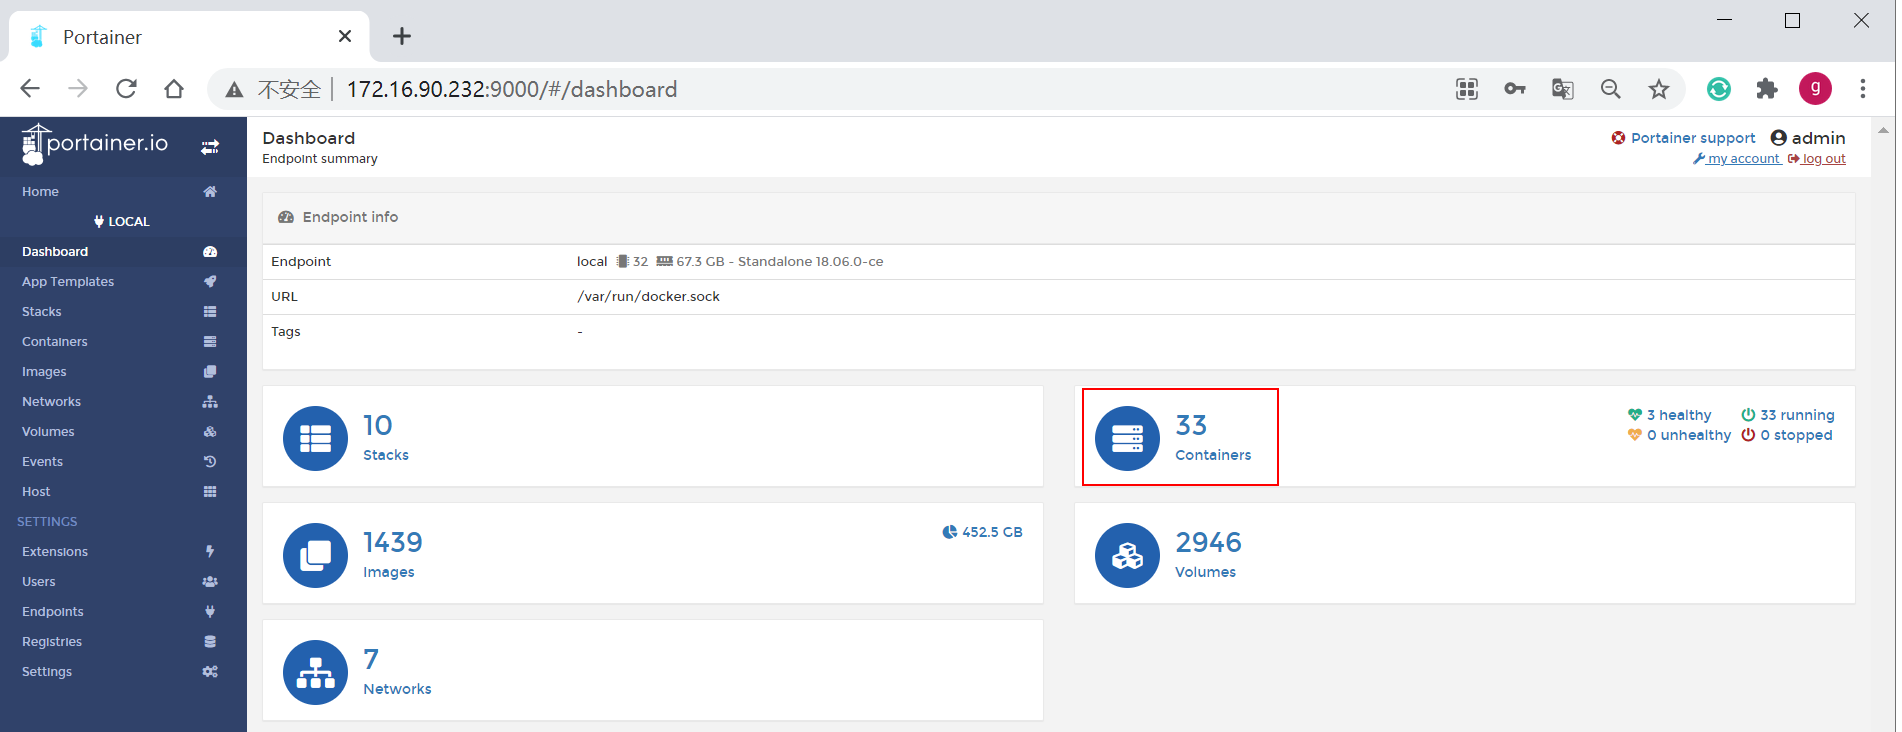 Portainer
不安全 172.16.90.232:9000/#/dashboard
g
portainer.io
Home
LOCAL
Dashboard
App Templates
Stacks
Containers
Images
Networks
Volumes
Events
Host
SETTINGS
Extensions
Users
Endpoints
Registries
Settings
Dashboard
Endpoint summary
Portainer support admin
my account log out
Endpoint info
Endpoint local 32 67.3 GB - Standalone 18.06.0-ce
URL /var/run/docker.sock
Tags -
10
Stacks
33
Containers
3 healthy 33 running
0 unhealthy 0 stopped
1439
Images
452.5 GB
2946
Volumes
7
Networks